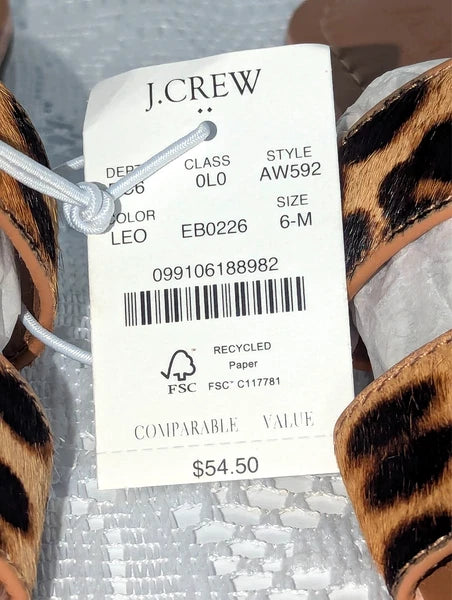 J.CREW
CLASS STYLE
0L0 AW592
SIZE
LEO EB0226 6-M
099106188982
RECYCLED
Paper
FSC FSC™ C117781
COMPARABLE VALUE
$54.50